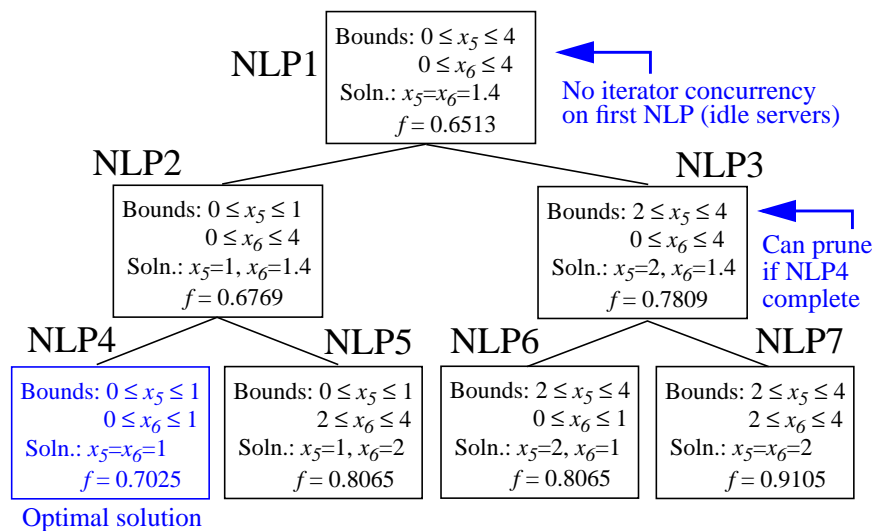 NLP1
Bounds: 0 ≤ x5 ≤ 4
0 ≤ x6 ≤ 4
Soln.: x5=x6=1.4
f = 0.6513
No iterator concurrency
on first NLP (idle servers)
NLP2
Bounds: 0 ≤ x5 ≤ 1
0 ≤ x6 ≤ 4
Soln.: x5=1, x6=1.4
f = 0.6769
NLP3
Bounds: 2 ≤ x5 ≤ 4
0 ≤ x6 ≤ 4
Soln.: x5=2, x6=1.4
f = 0.7809
Can prune
if NLP4
complete
NLP4
Bounds: 0 ≤ x5 ≤ 1
0 ≤ x6 ≤ 1
Soln.: x5=x6=1
f = 0.7025
Optimal solution
NLP5
Bounds: 0 ≤ x5 ≤ 1
2 ≤ x6 ≤ 4
Soln.: x5=1, x6=2
f = 0.8065
NLP6
Bounds: 2 ≤ x5 ≤ 4
0 ≤ x6 ≤ 1
Soln.: x5=2, x6=1
f = 0.8065
NLP7
Bounds: 2 ≤ x5 ≤ 4
2 ≤ x6 ≤ 4
Soln.: x5=x6=2
f = 0.9105